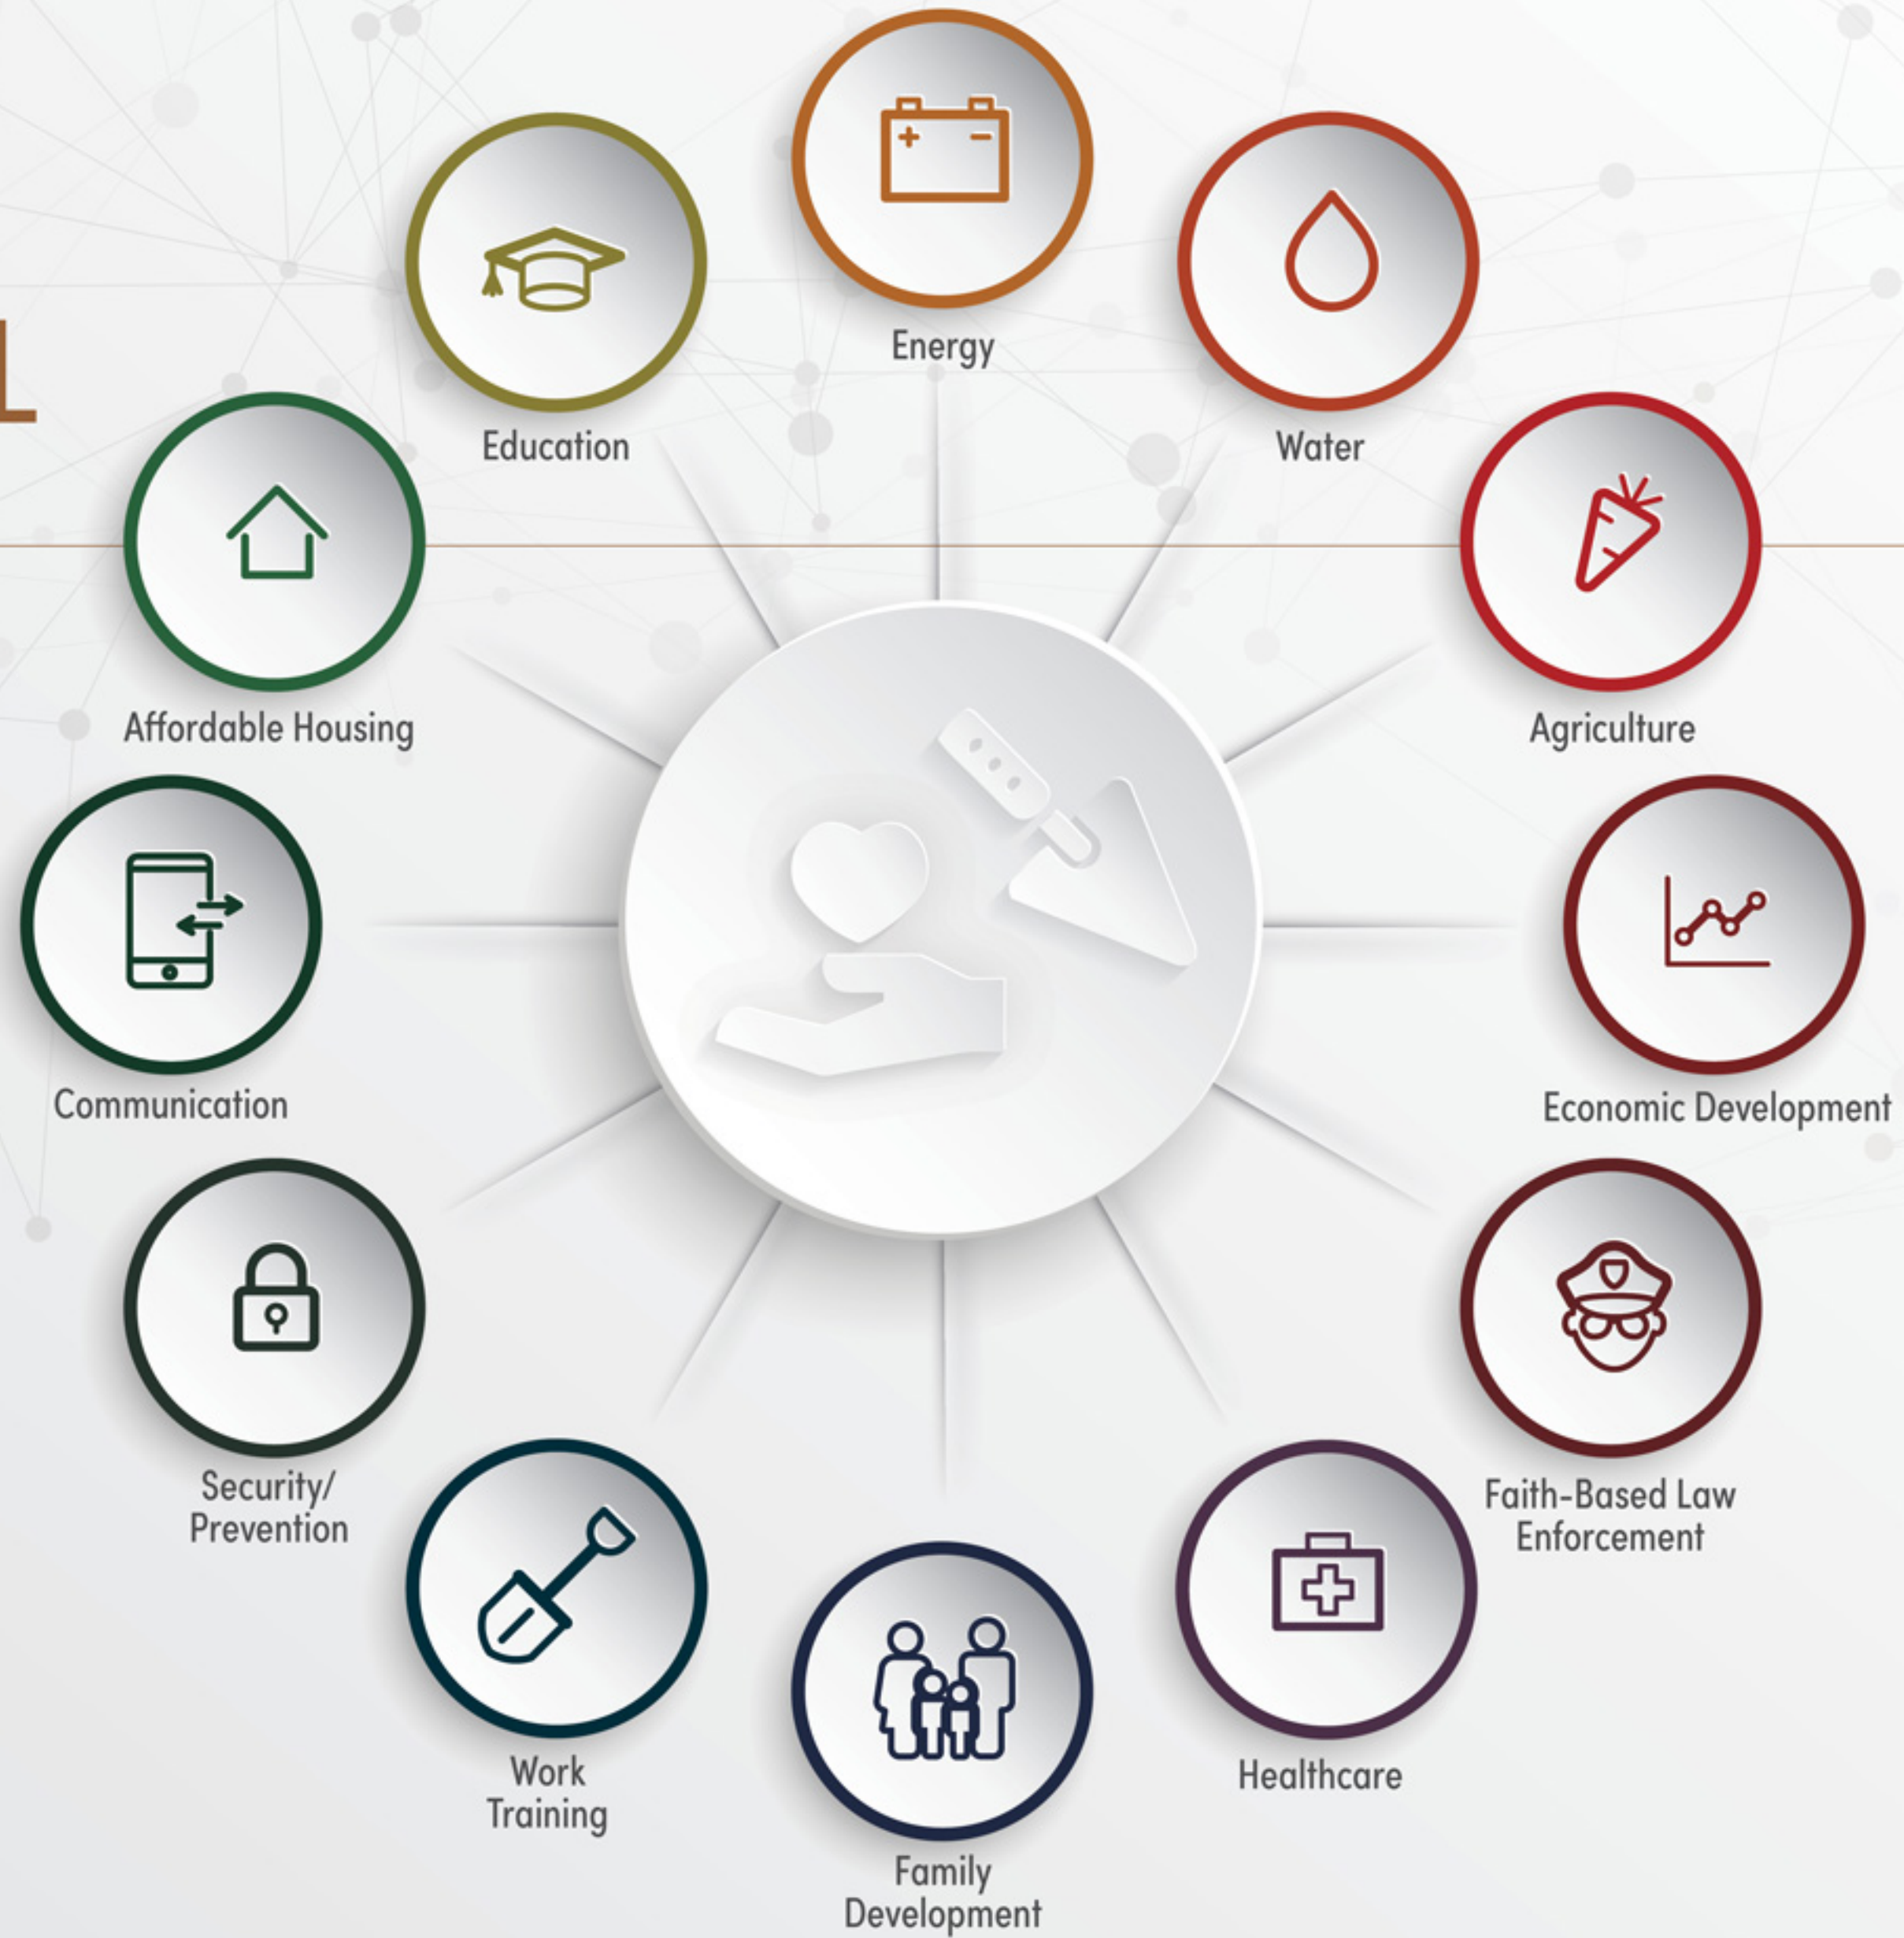 Energy
Education
Water
L
Affordable Housing
Agriculture
Communication
Economic Development
Security/
Prevention
Faith-Based Law
Enforcement
Work
Training
Healthcare
Family
Development